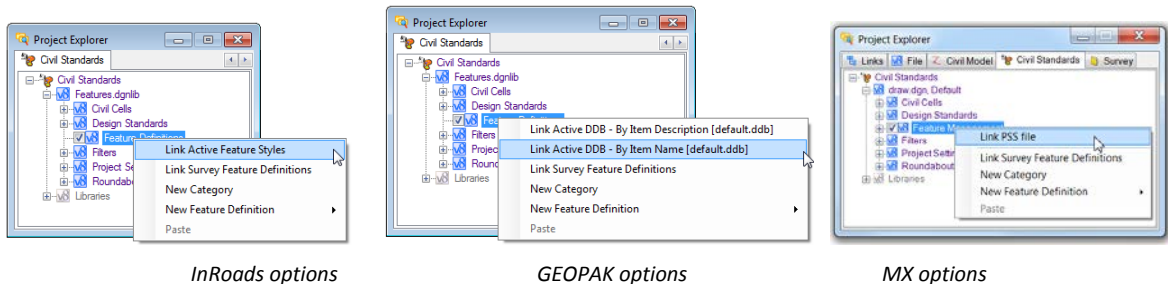 Project Explorer
Civil Standards
Civil Standards
Features.dgnlib
Civil Cells
Design Standards
Feature Definitions
Filters
Project Se
Roundabo
Libraries
Link Active Feature Styles
Link Survey Feature Definitions
New Category
New Feature Definition
Paste
InRoads options
Project Explorer
Civil Standards
Civil Standards
Features.dgnlib
Civil Cells
Design Standards
Filters
Projec
Round
Libraries
Link Active DDB - By Item Description [default.ddb]
Link Active DDB - By Item Name [default.ddb]
Link Survey Feature Definitions
New Category
New Feature Definition
Paste
GEOPAK options
Project Explorer
Links File Civil Model Civil Standards Survey
Civil Standards
draw.dgn, Default
Civil Cells
Design Standards
Feature Management
Filters
Project Settin
Roundabout
Libraries
Link PSS file
Link Survey Feature Definitions
New Category
New Feature Definition
Paste
MX options